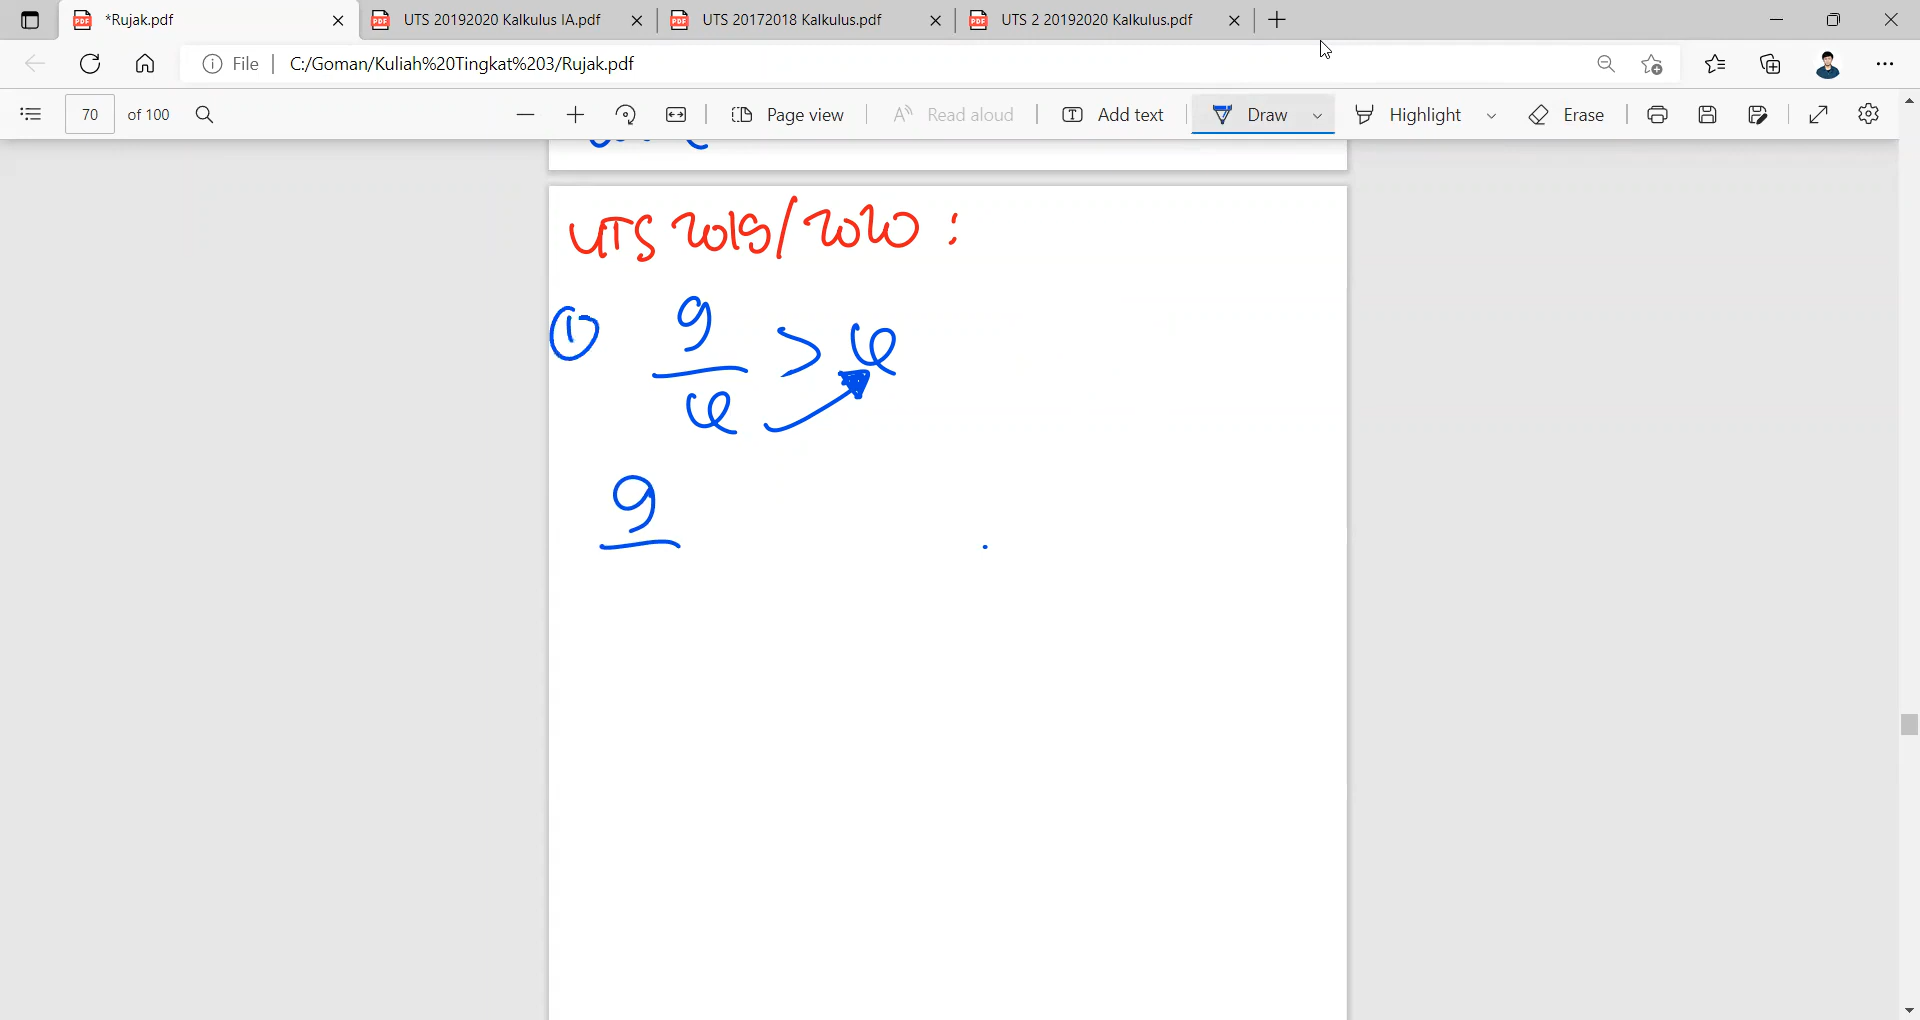 *Rujak.pdf
UTS 20192020 Kalkulus IA.pdf
UTS 20172018 Kalkulus.pdf
UTS 2 20192020 Kalkulus.pdf
File
C:/Goman/Kuliah%20Tingkat%203/Rujak.pdf
70 of 100
Page view
Read aloud
Add text
Draw
Highlight
Erase
UTS 2019/2020 :
① 9 > x
x
9